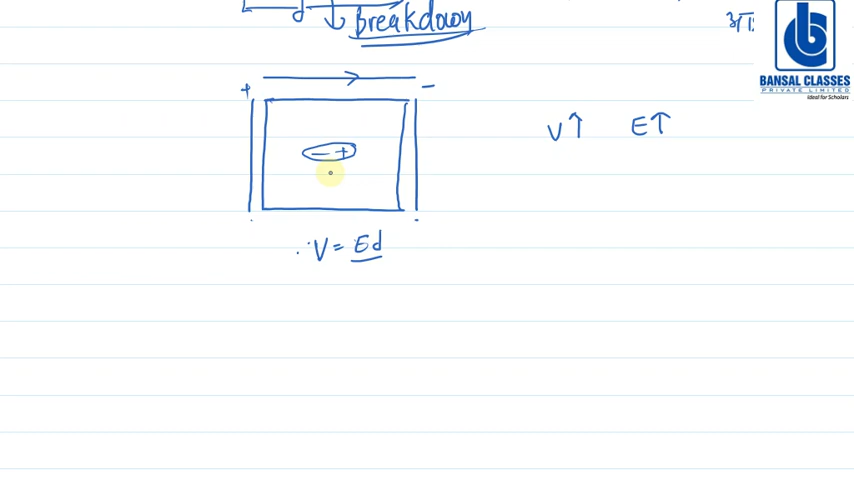 d
↓ breakdown
BANSAL CLASSES
PRIVATE LIMITED
Ideal for Scholars
+ → −
V↑ E↑
− +
∴ V = Ed